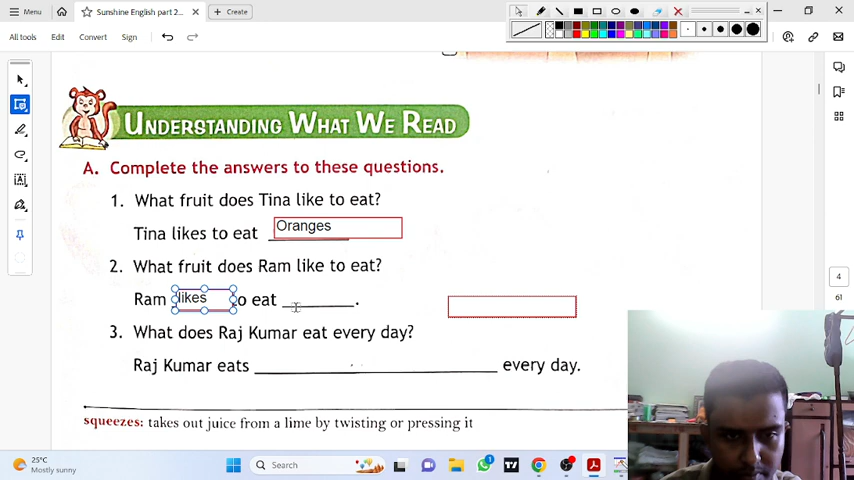 Menu
Sunshine English part 2...
Create
All tools Edit Convert Sign
UNDERSTANDING WHAT WE READ
A. Complete the answers to these questions.
1. What fruit does Tina like to eat?
Tina likes to eat Oranges
2. What fruit does Ram like to eat?
Ram likes to eat ________.
3. What does Raj Kumar eat every day?
Raj Kumar eats ________ every day.
squeezes: takes out juice from a lime by twisting or pressing it
4
61
25°C
Mostly sunny
Search